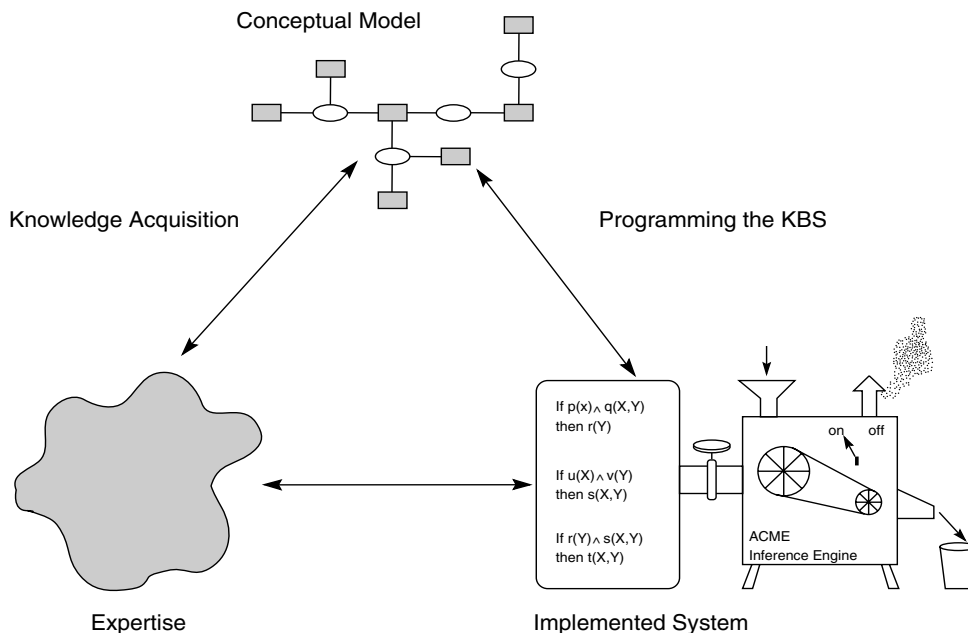 Conceptual Model
Knowledge Acquisition
Programming the KBS
If p(x)∧ q(X,Y)
then r(Y)
If u(X)∧ v(Y)
then s(X,Y)
If r(Y)∧ s(X,Y)
then t(X,Y)
on off
ACME
Inference Engine
Expertise
Implemented System